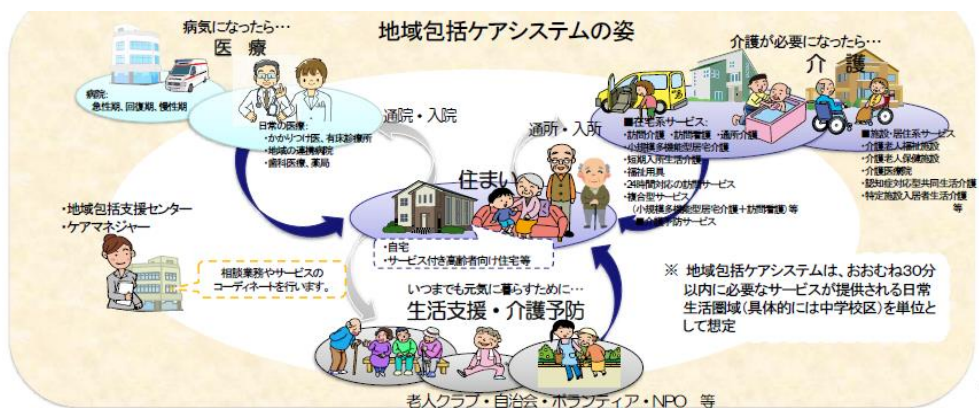 地域包括ケアシステムの姿
病気になったら…
医 療
病院:
急性期、回復期、慢性期
日常の医療:
・かかりつけ医、有床診療所
・地域の連携病院
・歯科医療、薬局
通院・入院
通所・入所
介護が必要になったら…
介 護
■在宅系サービス:
・訪問介護・訪問看護・通所介護
・小規模多機能型居宅介護
・短期入所生活介護
・福祉用具
・24時間対応の訪問サービス
・複合型サービス
(小規模多機能型居宅介護+訪問看護)等
■介護予防サービス
■施設・居住系サービス
・介護老人福祉施設
・介護老人保健施設
・介護医療院
・認知症対応型共同生活介護
・特定施設入居者生活介護
等
住まい
・自宅
・サービス付き高齢者向け住宅等
・地域包括支援センター
・ケアマネジャー
相談業務やサービスの
コーディネートを行います。
いつまでも元気に暮らすために…
生活支援・介護予防
老人クラブ・自治会・ボランティア・NPO 等
※ 地域包括ケアシステムは、おおむね30分
以内に必要なサービスが提供される日常
生活圏域(具体的には中学校区)を単位
として想定